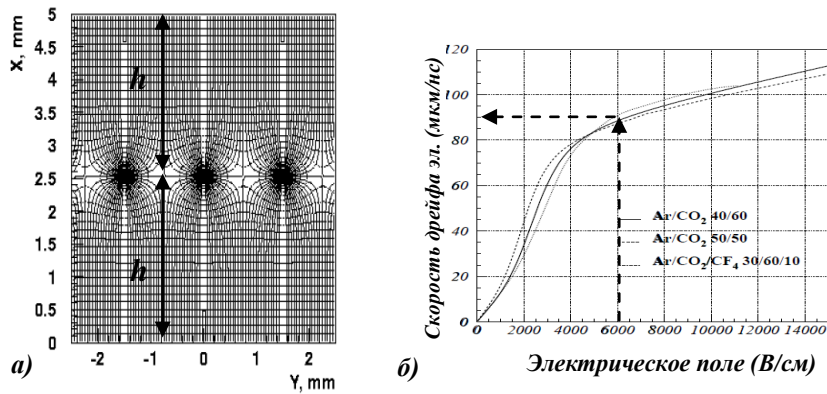 X, mm
5
4.5
4
3.5
3
2.5
2
1.5
1
0.5
0
h
h
-2
-1
0
1
2
Y, mm
а)
Скорость дрейфа эл. (мкм/нс)
120
100
80
60
40
20
0
0
2000
4000
6000
8000
10000
12000
14000
Ar/CO₂ 40/60
Ar/CO₂ 50/50
Ar/CO₂/CF₄ 30/60/10
Электрическое поле (В/см)
б)